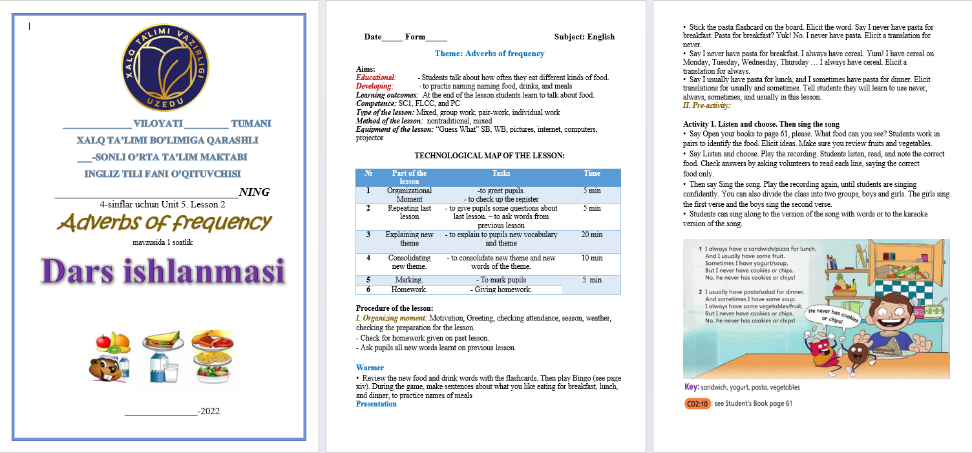 XALQ TALIMI VAZIRLIGI
UZEDU
____________ VILOYATI ________ TUMANI
XALQ TA'LIMI BO'LIMIGA QARASHLI
___-SONLI O'RTA TA'LIM MAKTABI
INGLIZ TILI FANI O'QITUVCHISI
__________________________NING
4-sinflar uchun Unit 5. Lesson 2
Adverbs of frequency
mavzusida 1 soatlik
Dars ishlanmasi
_______________-2022
Date_____ Form_____ Subject: English
Theme: Adverbs of frequency
Aims:
Educational: - Students talk about how often they eat different kinds of food.
Developing: - to practis naming naming food, drinks, and meals
Learning outcomes: At the end of the lesson students learn to talk about food.
Competence: SC1, FLCC, and PC
Type of the lesson: Mixed, group work, pair-work, individual work
Method of the lesson: nontraditional, mixed
Equipment of the lesson: "Guess What" SB, WB, pictures, internet, computers,
projector
TECHNOLOGICAL MAP OF THE LESSON:
№ Part of the lesson Tasks Time
1 Organizational Moment -to greet pupils. - to check up the register 5 min
2 Repeating last lesson - to give pupils some questions about last lesson. – to ask words from previous lesson 5 min
3 Explaining new theme - to explain to pupils new vocabulary and theme 20 min
4 Consolidating new theme. - to consolidate new theme and new words of the theme. 10 min
5 Marking. - To mark pupils 5 min
6 Homework. - Giving homework.
Procedure of the lesson:
I. Organizing moment: Motivation, Greeting, checking attendance, season, weather,
checking the preparation for the lesson.
- Check for homework given on past lesson.
- Ask pupils all new words learnt on previous lesson.
Warmer
• Review the new food and drink words with the flashcards. Then play Bingo (see page
xiv). During the game, make sentences about what you like eating for breakfast, lunch,
and dinner, to practice names of meals
Presentation
• Stick the pasta flashcard on the board. Elicit the word. Say I never have pasta for
breakfast. Pasta for breakfast? Yuk! No. I never have pasta. Elicit a translation for
never.
• Say I never have pasta for breakfast. I always have cereal. Yum! I have cereal on
Monday, Tuesday, Wednesday, Thursday … I always have cereal. Elicit a
translation for always.
• Say I usually have pasta for lunch, and I sometimes have pasta for dinner. Elicit
translations for usually and sometimes. Tell students they will learn to use never,
always, sometimes, and usually in this lesson.
II. Pre-activity:
Activity 1. Listen and choose. Then sing the song
• Say Open your books to page 61, please. What food can you see? Students work in
pairs to identify the food. Elicit ideas. Make sure you review fruits and vegetables.
• Say Listen and choose. Play the recording. Students listen, read, and note the correct
food. Check answers by asking volunteers to read each line, saying the correct
food only.
• Then say Sing the song. Play the recording again, until students are singing
confidently. You can also divide the class into two groups, boys and girls. The girls sing
the first verse and the boys sing the second verse.
• Students can sing along to the version of the song with words or to the karaoke
version of the song.
1 I always have a sandwich/pizza for lunch,
And I usually have some fruit.
Sometimes I have yogurt/soup,
But I never have cookies or chips.
No, he never has cookies or chips!
2 I usually have pasta/salad for dinner,
And sometimes I have some soup.
I always have some vegetables/fruit,
But I never have cookies or chips.
No, he never has cookies or chips!
He never has cookies
or chips!
Key: sandwich, yogurt, pasta, vegetables
CD2:10 : see Student's Book page 61